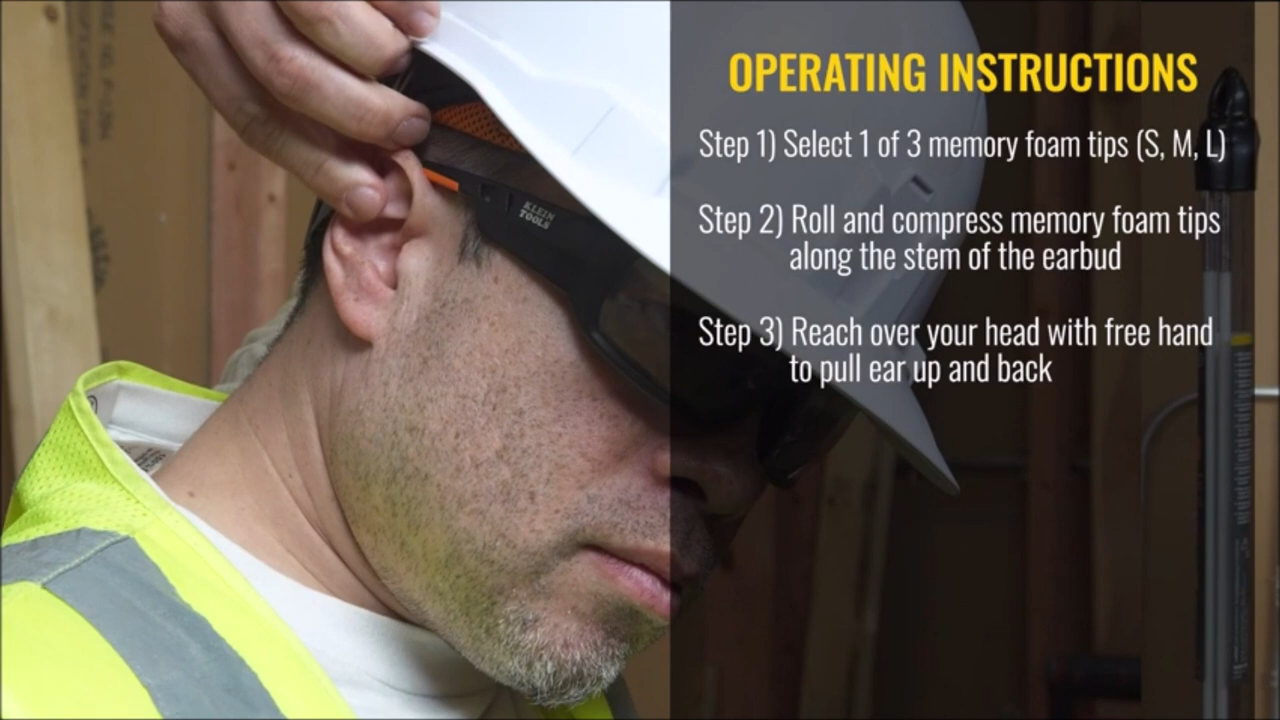 OPERATING INSTRUCTIONS
Step 1) Select 1 of 3 memory foam tips (S, M, L)
Step 2) Roll and compress memory foam tips
along the stem of the earbud
Step 3) Reach over your head with free hand
to pull ear up and back
KLEIN
TOOLS